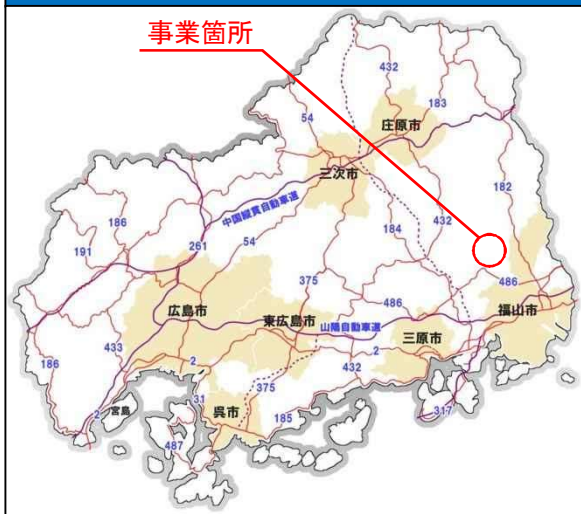 事業箇所
432
183
54
庄原市
三次市
182
中国縦貫自動車道
432
186
184
191
261
54
375
486
486
広島市
東広島市
山陽自動車道
三原市
福山市
186
433
2
2
432
375
2
宮島
31
呉市
185
317
487